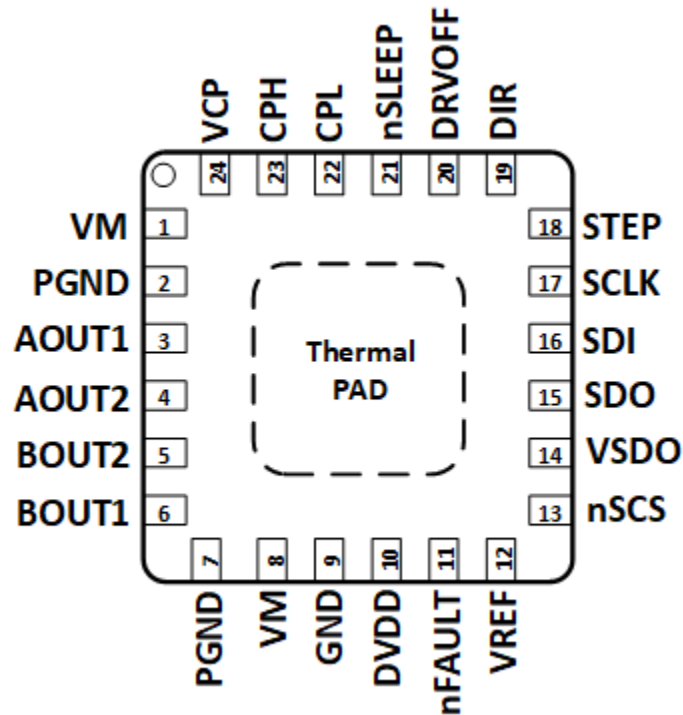 VCP CPH CPL nSLEEP DRVOFF DIR
24 23 22 21 20 19
VM 1 18 STEP
PGND 2 17 SCLK
AOUT1 3 16 SDI
Thermal
PAD
AOUT2 4 15 SDO
BOUT2 5 14 VSDO
BOUT1 6 13 nSCS
7 8 9 10 11 12
PGND VM GND DVDD nFAULT VREF